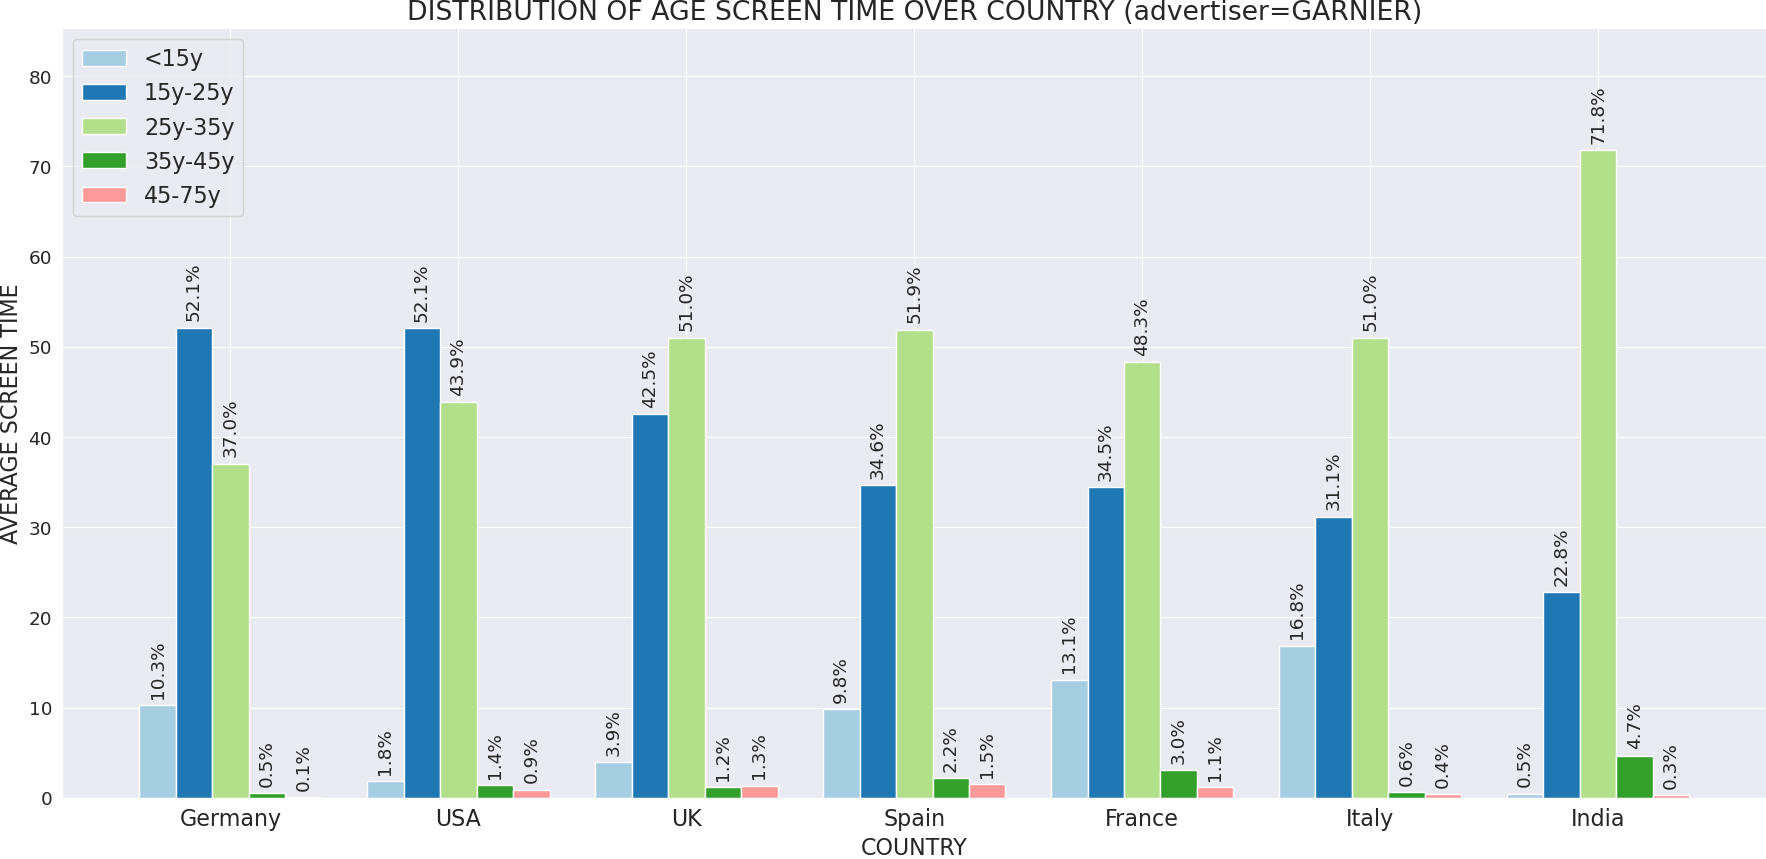 DISTRIBUTION OF AGE SCREEN TIME OVER COUNTRY (advertiser=GARNIER)
<15y
15y-25y
25y-35y
35y-45y
45-75y
AVERAGE SCREEN TIME
80
70
60
50
40
30
20
10
0
10.3%
52.1%
37.0%
0.5%
0.1%
1.8%
52.1%
43.9%
1.4%
0.9%
3.9%
42.5%
51.0%
1.2%
1.3%
9.8%
34.6%
51.9%
2.2%
1.5%
13.1%
34.5%
48.3%
3.0%
1.1%
16.8%
31.1%
51.0%
0.6%
0.4%
0.5%
22.8%
71.8%
4.7%
0.3%
Germany
USA
UK
Spain
France
Italy
India
COUNTRY